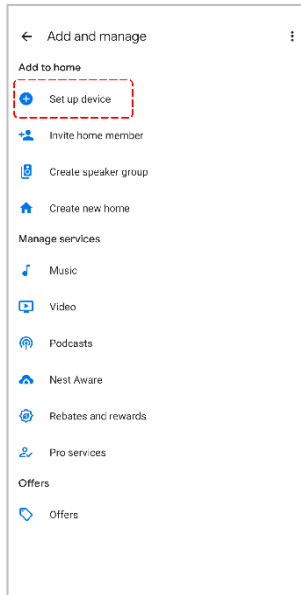 Add and manage
Add to home
Set up device
Invite home member
Create speaker group
Create new home
Manage services
Music
Video
Podcasts
Nest Aware
Rebates and rewards
Pro services
Offers
Offers